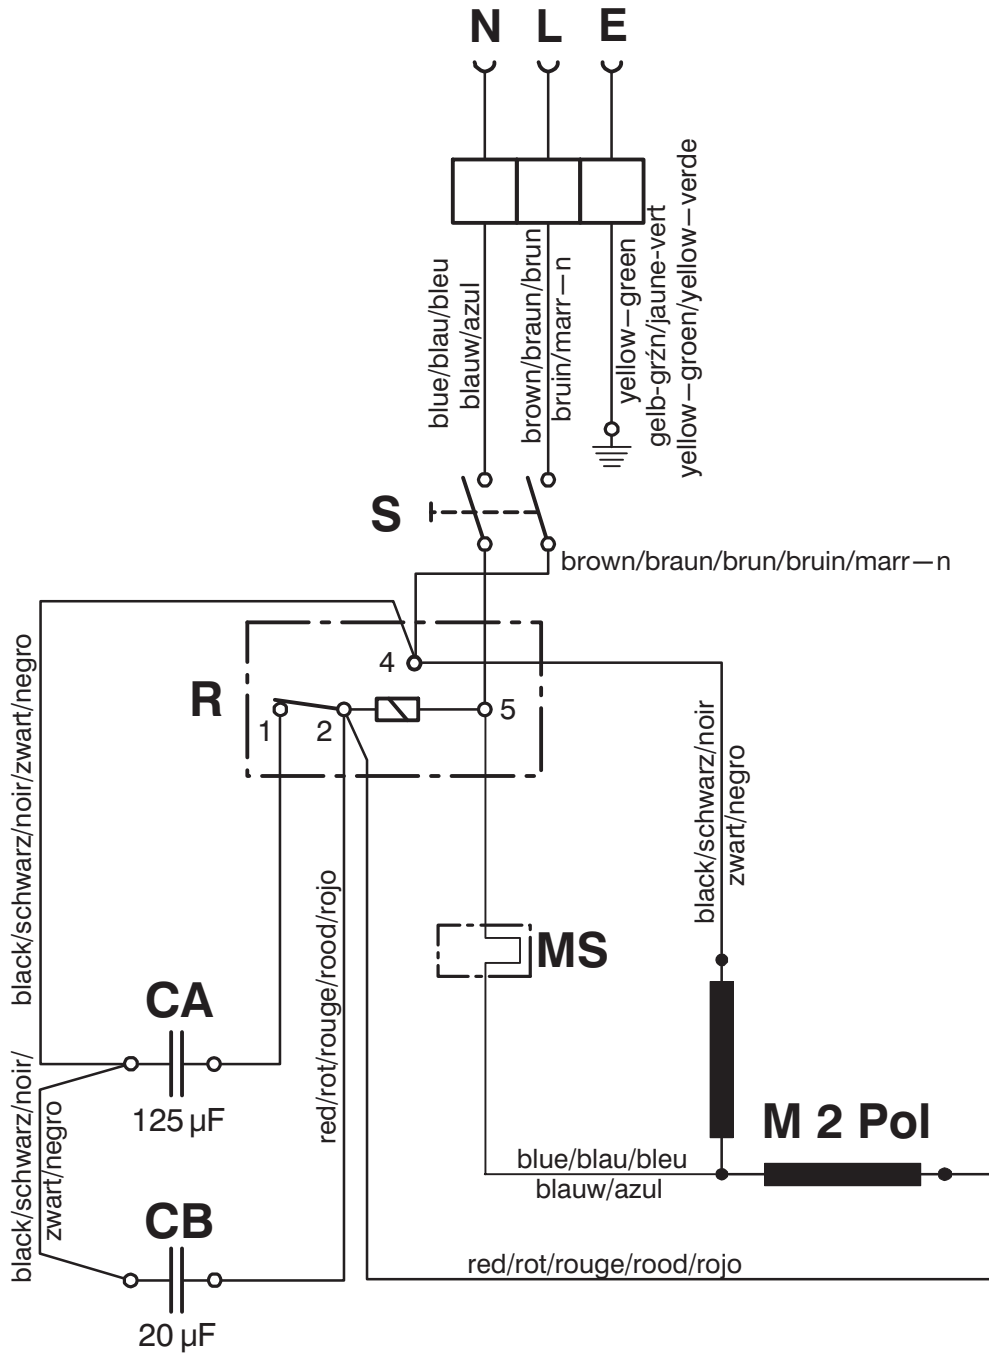 N L E
blue/blau/bleu
blauw/azul
brown/braun/brun
bruin/marr—n
yellow—green
gelb-grźn/jaune-vert
yellow—groen/yellow—verde
S
brown/braun/brun/bruin/marr—n
R
4
1
2
5
black/schwarz/noir/zwart/negro
black/schwarz/noir
zwart/negro
red/rot/rouge/rood/rojo
MS
CA
125 µF
black/schwarz/noir/
zwart/negro
M 2 Pol
blue/blau/bleu
blauw/azul
CB
20 µF
red/rot/rouge/rood/rojo